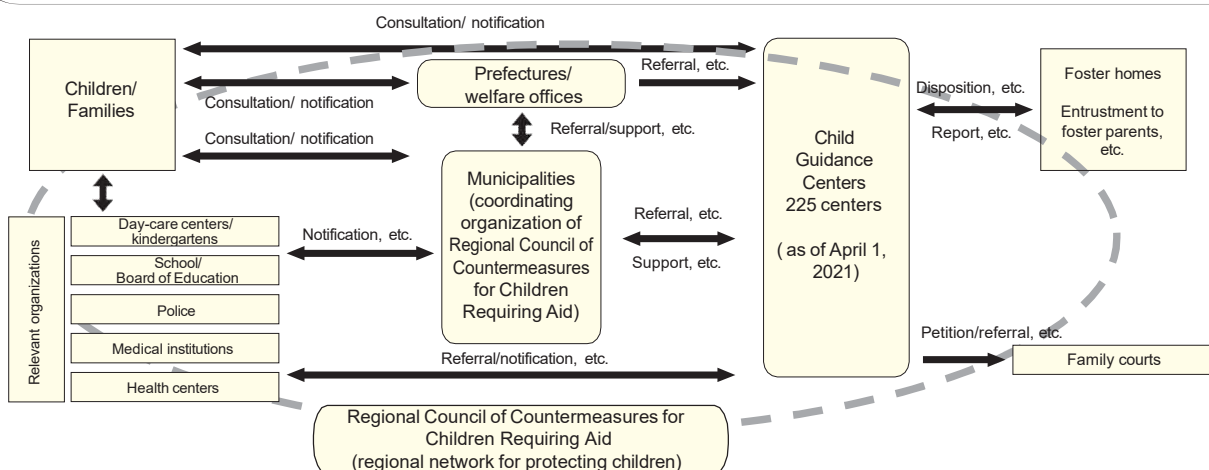 Consultation/ notification
Children/
Families
Prefectures/
welfare offices
Referral, etc.
Consultation/ notification
Referral/support, etc.
Consultation/ notification
Child
Guidance
Centers
225 centers
( as of April 1,
2021)
Disposition, etc.
Report, etc.
Foster homes
Entrustment to
foster parents,
etc.
Municipalities
(coordinating
organization of
Regional Council of
Countermeasures
for Children
Requiring Aid)
Relevant organizations
Day-care centers/
kindergartens
School/
Board of Education
Police
Medical institutions
Health centers
Notification, etc.
Referral, etc.
Support, etc.
Petition/referral, etc.
Family courts
Referral/notification, etc.
Regional Council of Countermeasures for
Children Requiring Aid
(regional network for protecting children)